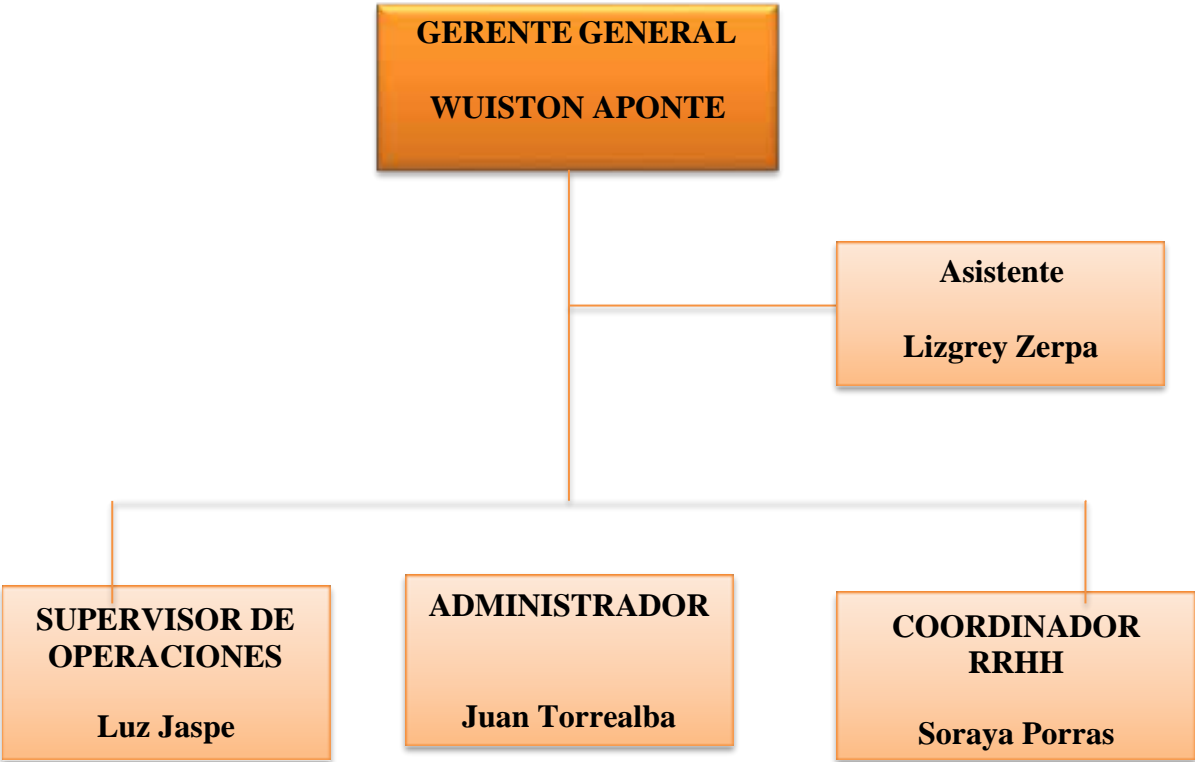 GERENTE GENERAL
WUISTON APONTE
Asistente
Lizgrey Zerpa
SUPERVISOR DE
OPERACIONES
Luz Jaspe
ADMINISTRADOR
Juan Torrealba
COORDINADOR
RRHH
Soraya Porras